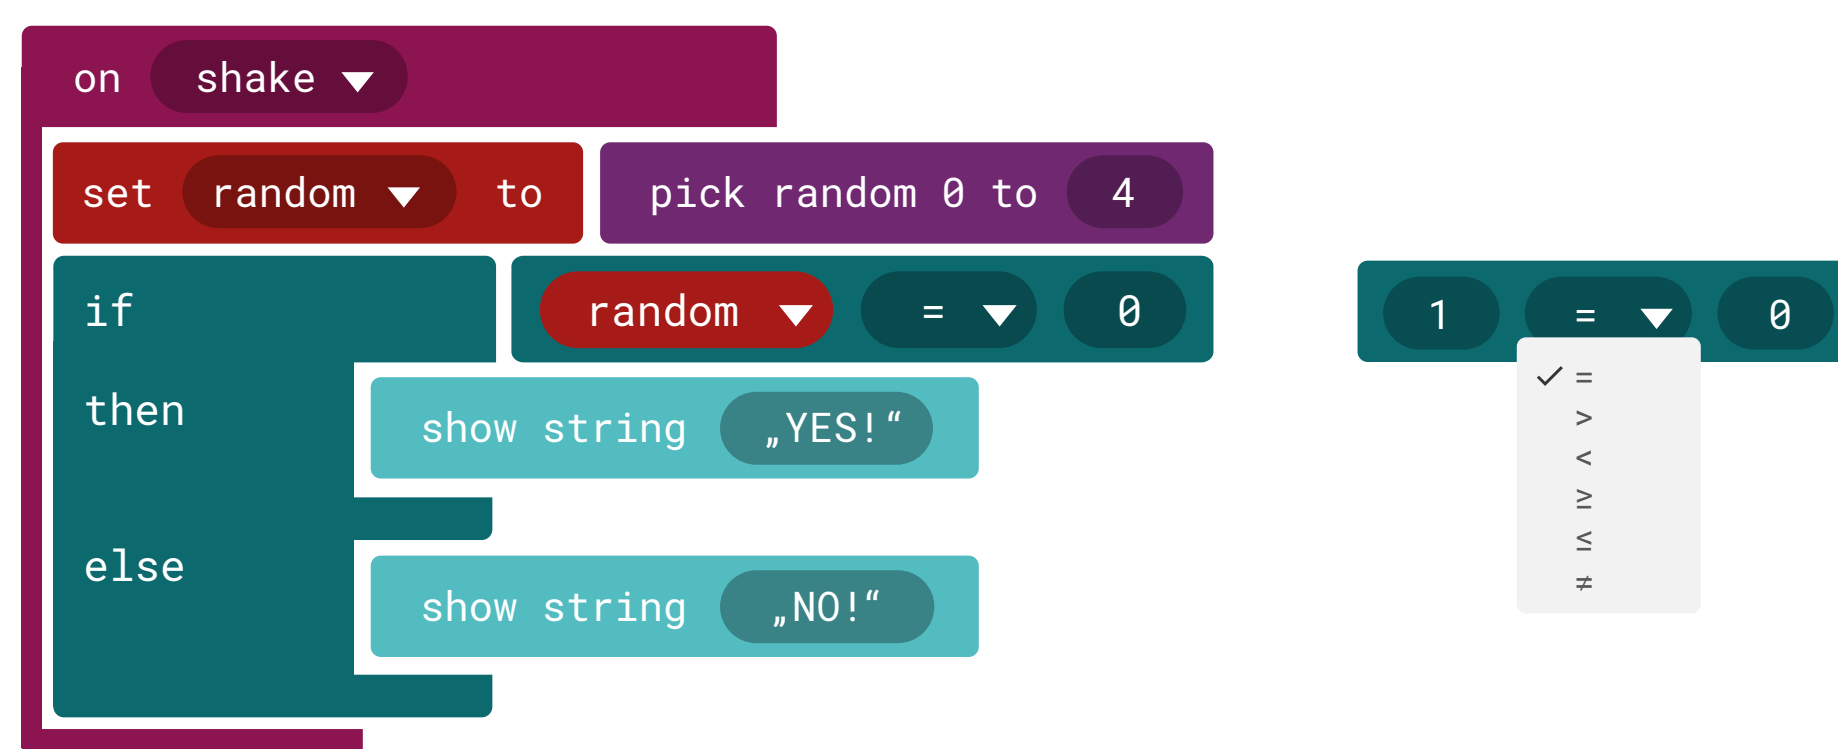 on shake
set random to pick random 0 to 4
if random = 0
1 = 0
then show string „YES!“
else show string „NO!“
=
>
<
≥
≤
≠